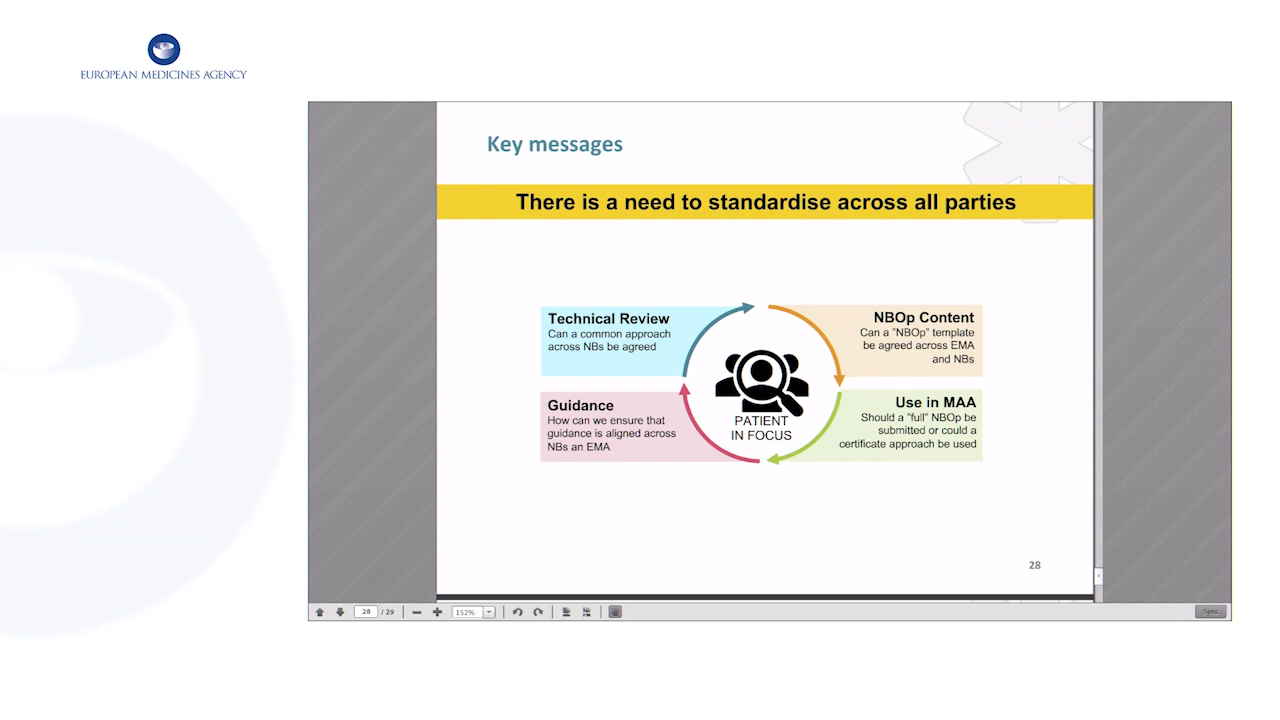 EUROPEAN MEDICINES AGENCY
Key messages
There is a need to standardise across all parties
Technical Review
Can a common approach
across NBs be agreed
NBOp Content
Can a "NBOp" template
be agreed across EMA
and NBs
Guidance
How can we ensure that
guidance is aligned across
NBs an EMA
Use in MAA
Should a "full" NBOp be
submitted or could a
certificate approach be used
PATIENT
IN FOCUS
28
28 / 29
152%
Sync